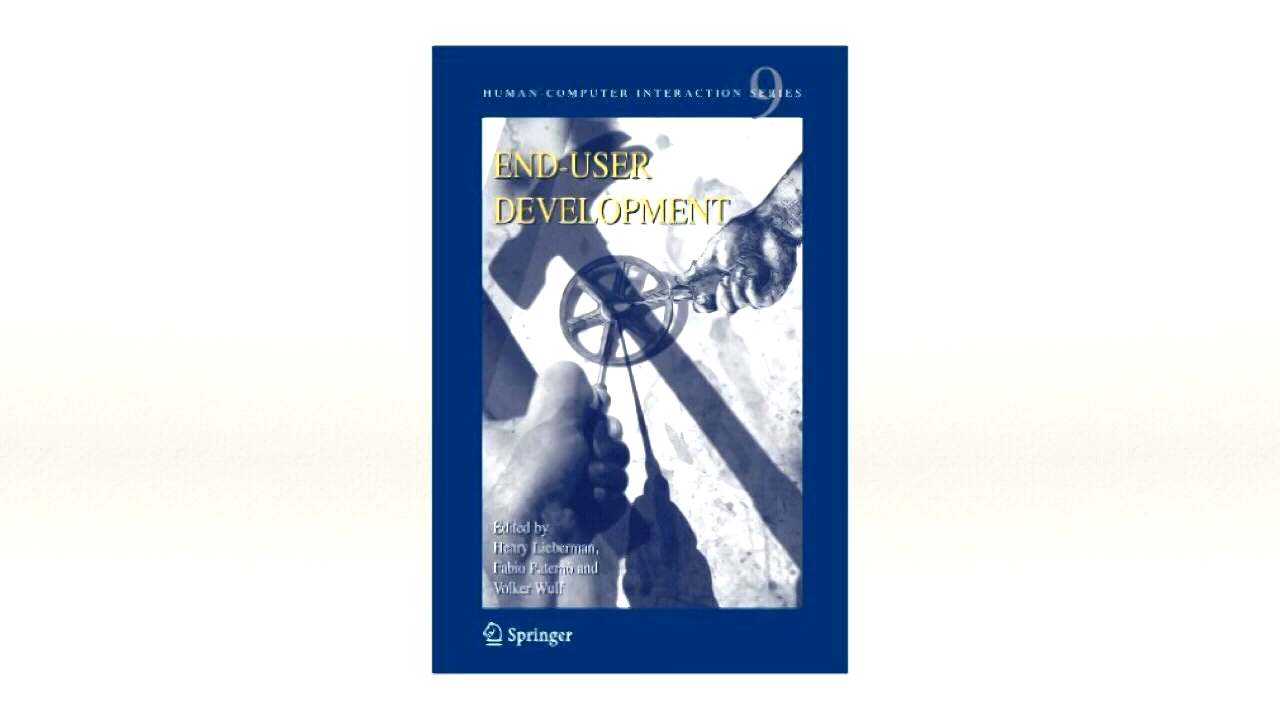 9
HUMAN-COMPUTER INTERACTION SERIES
END-USER
DEVELOPMENT
Edited by
Henry Lieberman,
Fabio Paternò and
Volker Wulf
Springer